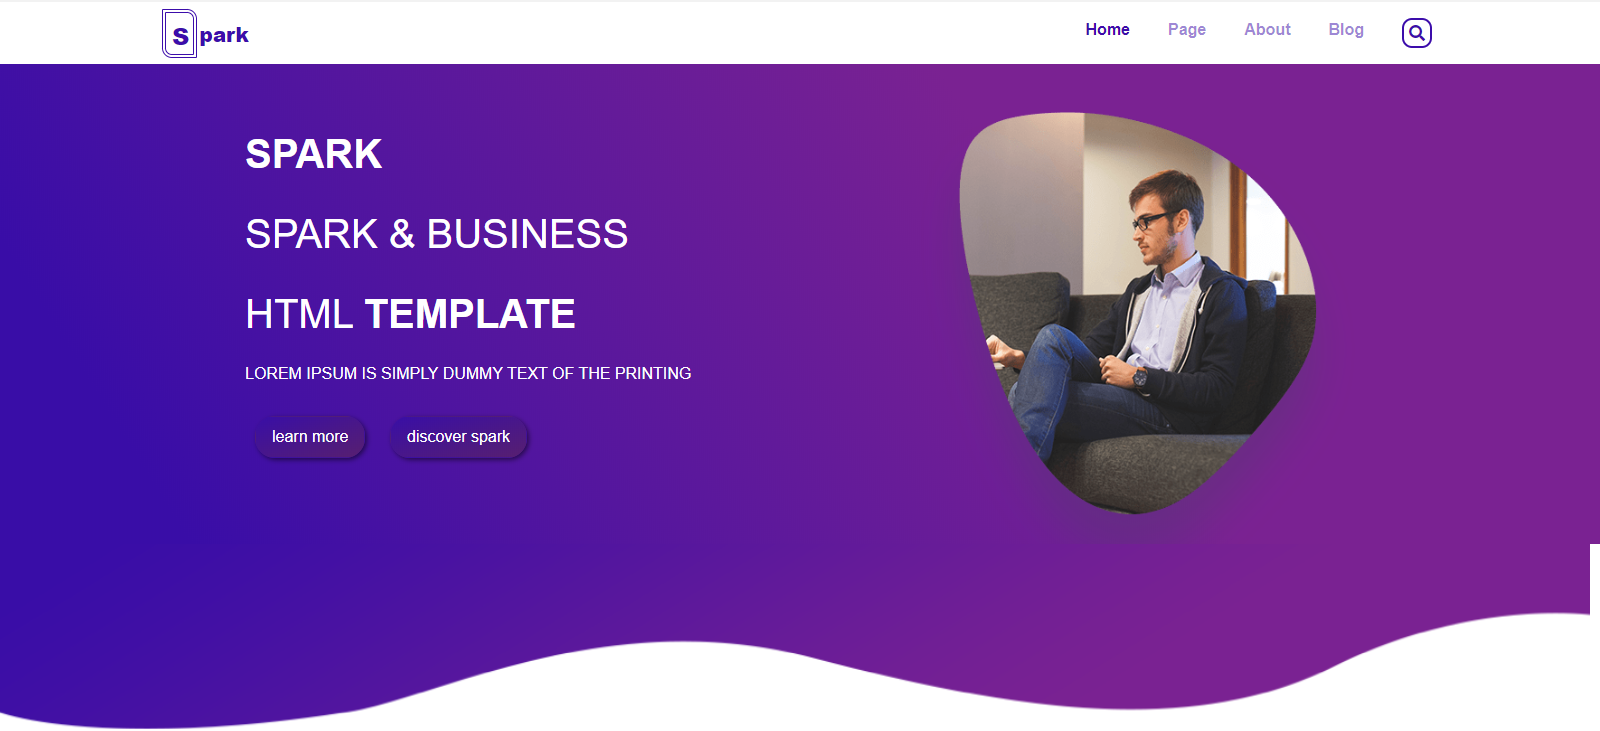 Spark
Home Page About Blog
SPARK
SPARK & BUSINESS
HTML TEMPLATE
LOREM IPSUM IS SIMPLY DUMMY TEXT OF THE PRINTING
learn more discover spark